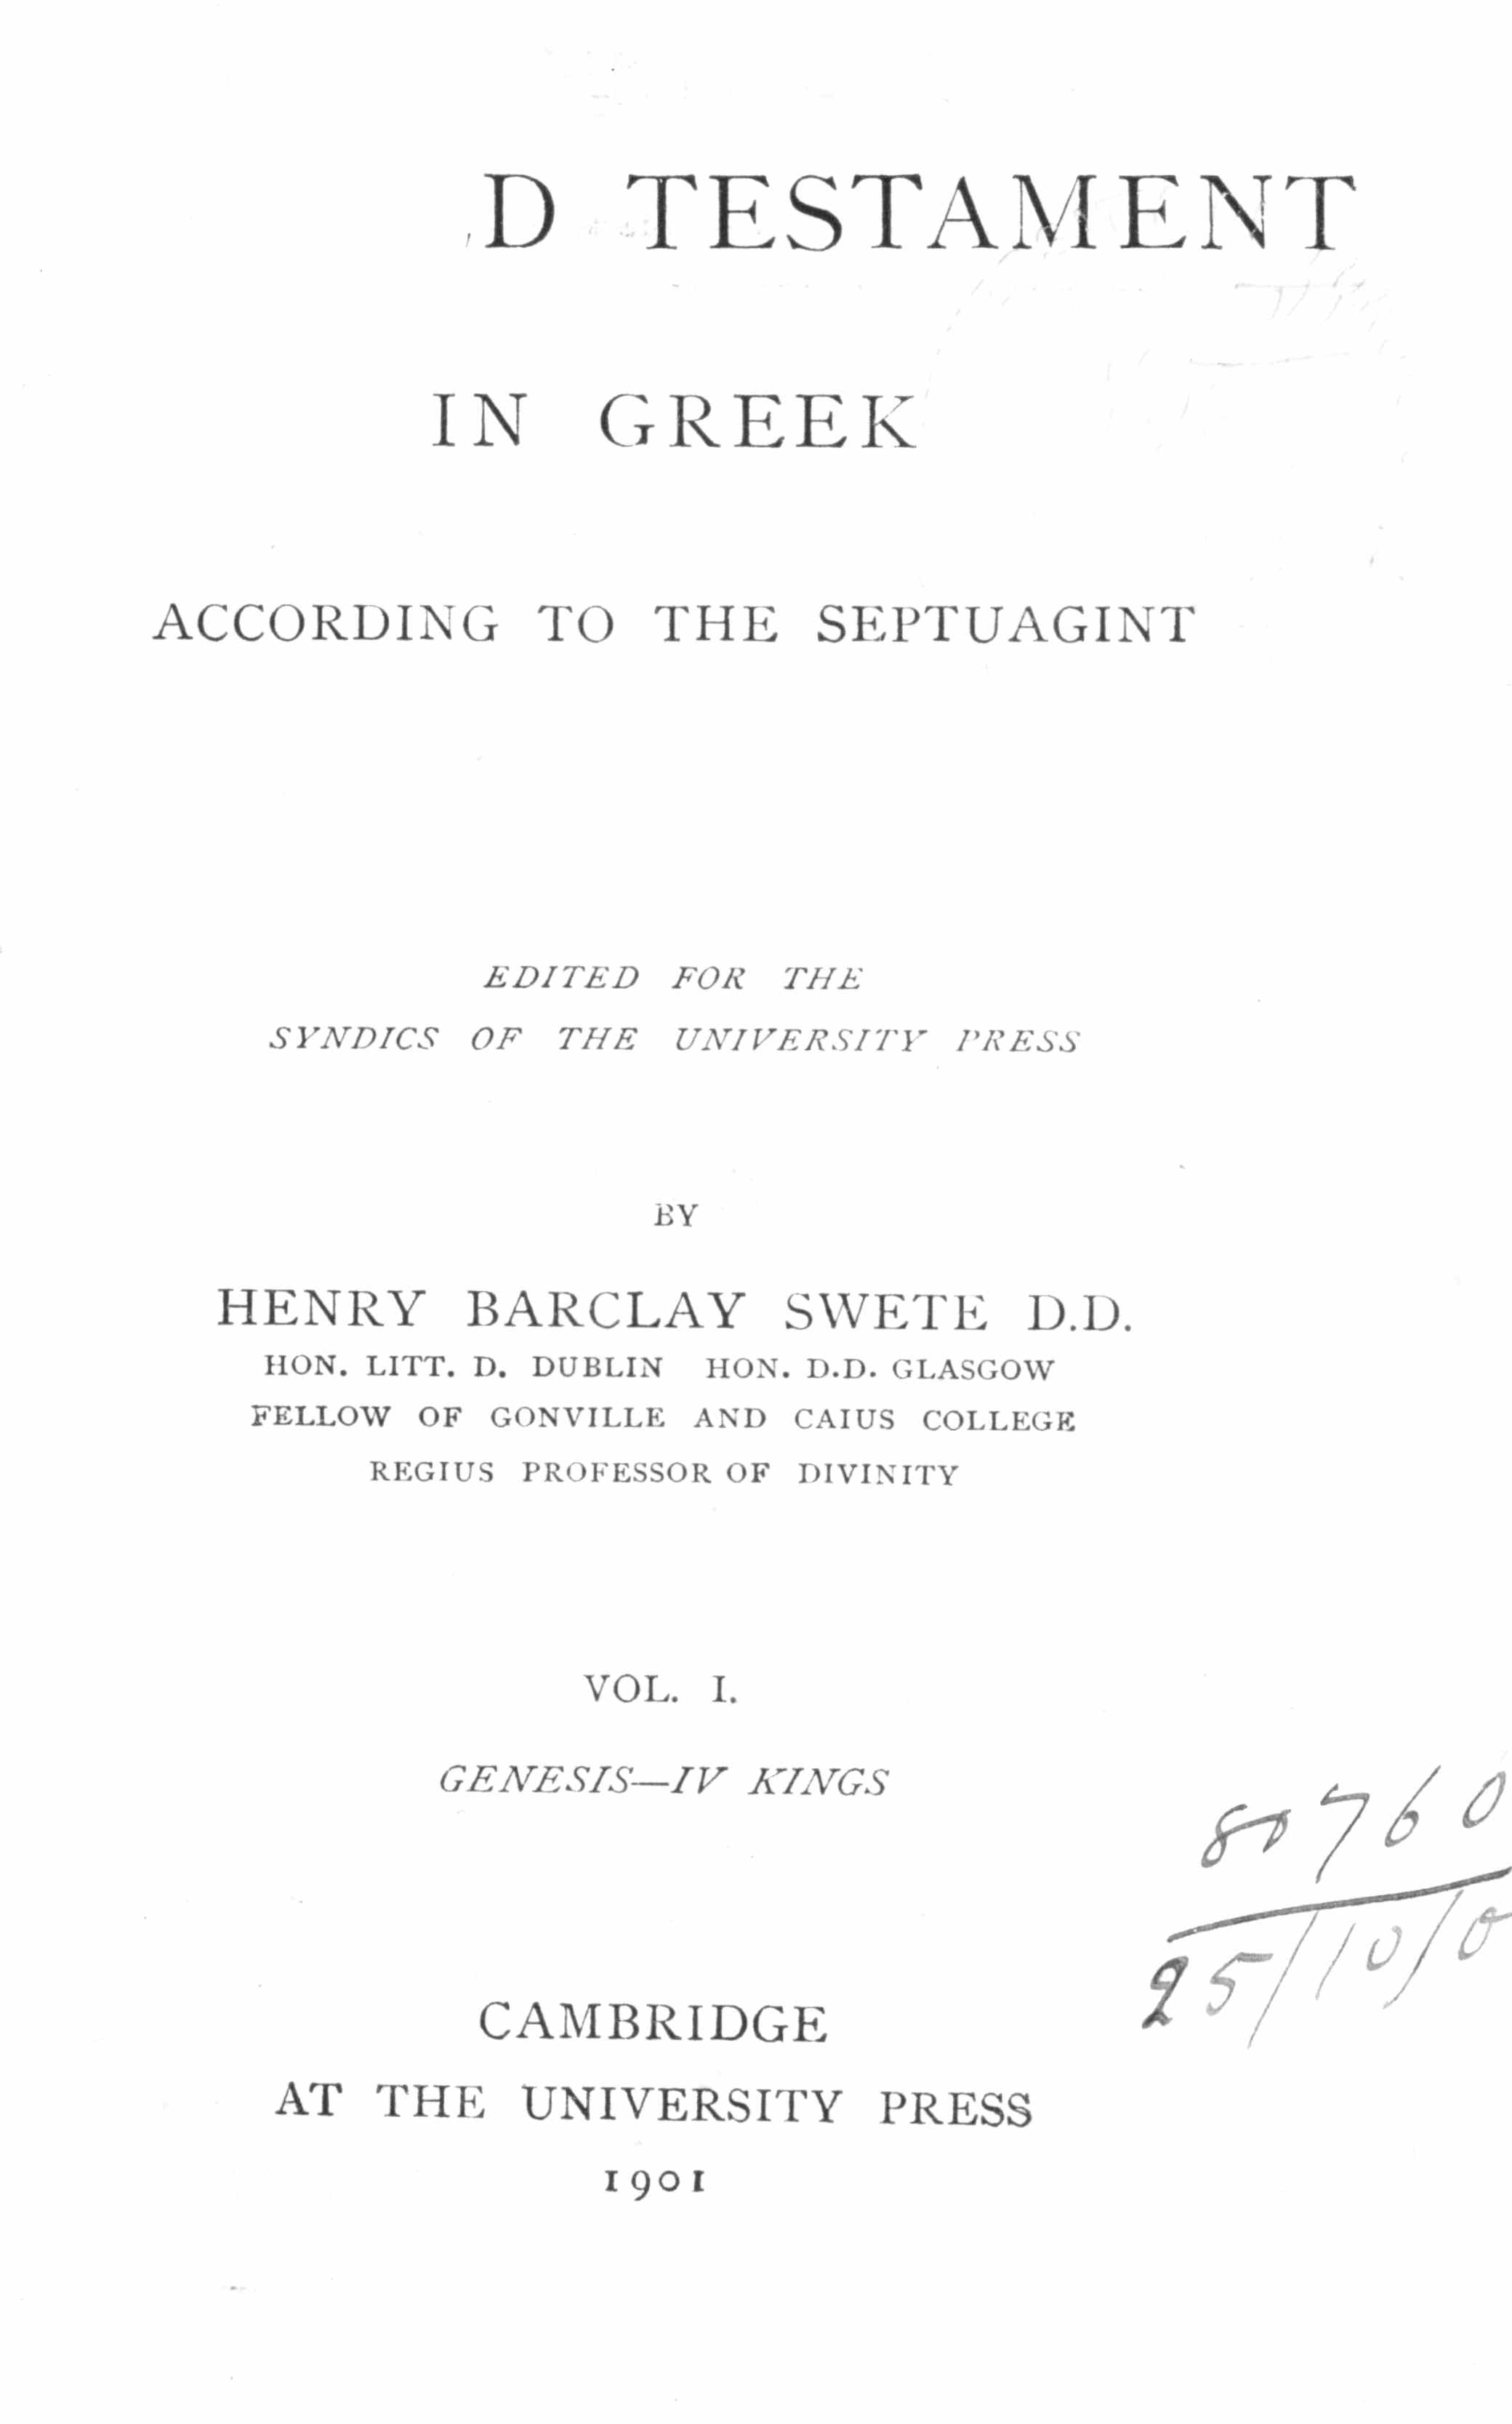 D TESTAMENT
IN GREEK
ACCORDING TO THE SEPTUAGINT
EDITED FOR THE
SYNDICS OF THE UNIVERSITY PRESS
BY
HENRY BARCLAY SWETE D.D.
HON. LITT. D. DUBLIN HON. D.D. GLASGOW
FELLOW OF GONVILLE AND CAIUS COLLEGE
REGIUS PROFESSOR OF DIVINITY
VOL. I.
GENESIS—IV KINGS
80760
25/10/0
CAMBRIDGE
AT THE UNIVERSITY PRESS
1901